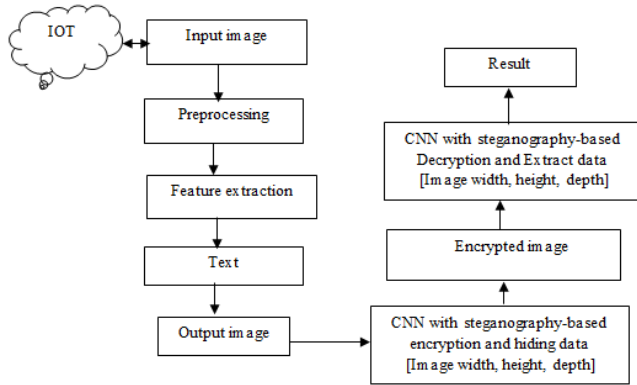 IOT
Input image
Preprocessing
Feature extraction
Text
Output image
CNN with steganography-based
encryption and hiding data
[Image width, height, depth]
Encrypted image
CNN with steganography-based
Decryption and Extract data
[Image width, height, depth]
Result